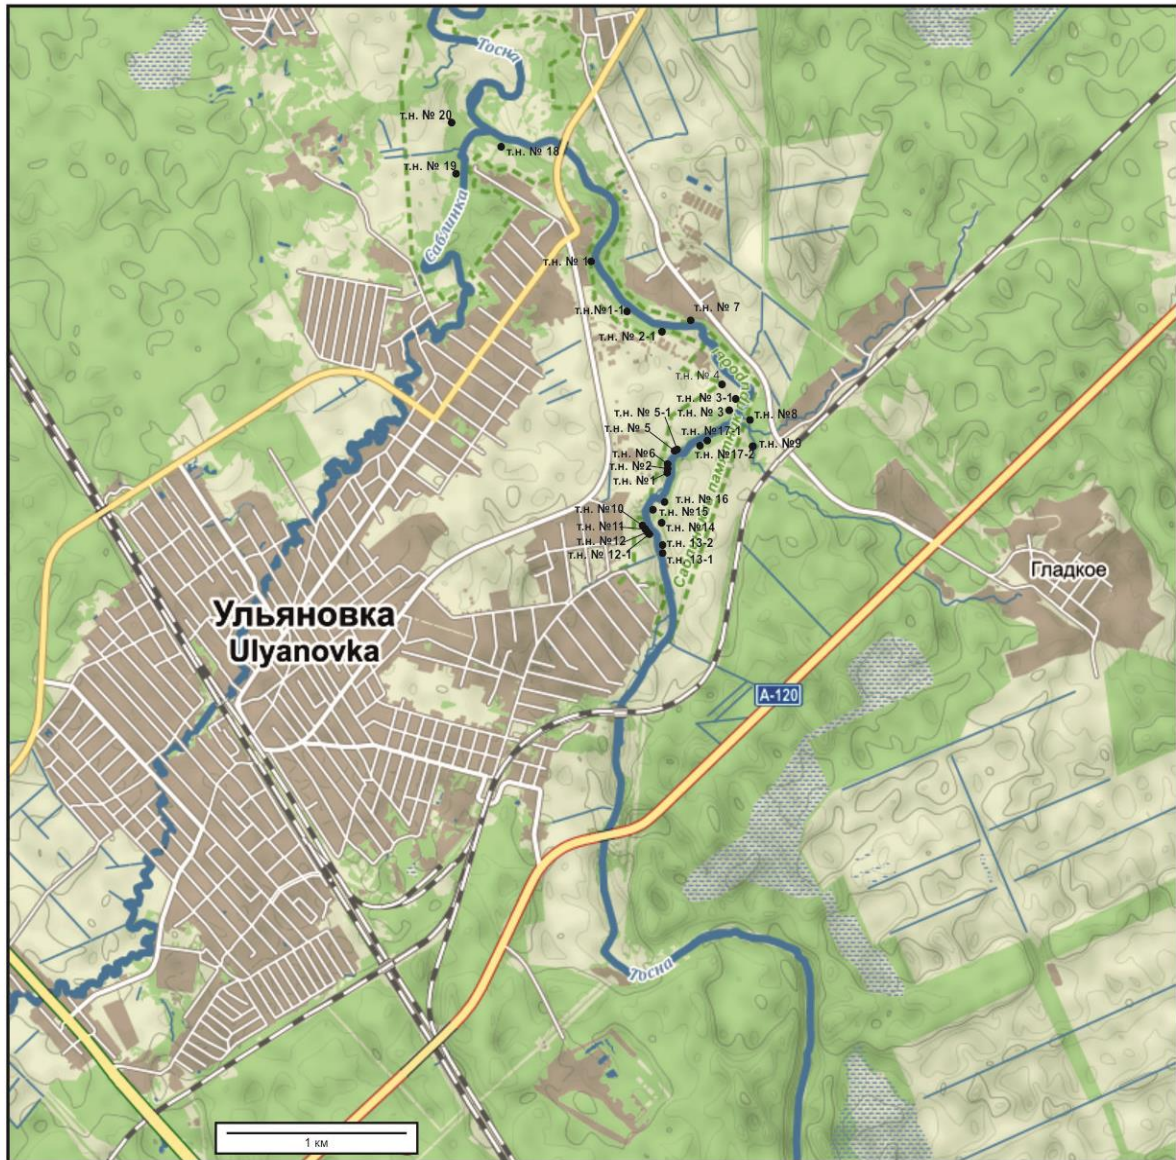 Тосна
т.н. № 20
т.н. № 18
т.н. № 19
Саблинка
т.н. № 1
т.н.№1-1
т.н. № 7
т.н. № 2-1
т.н. № 4
т.н. № 3-1
т.н. № 5-1
т.н. № 3
т.н. №8
т.н. № 5
т.н. №17-1
т.н. №9
т.н. №6
т.н. №17-2
т.н. №2
т.н. №1
т.н. № 16
т.н. №10
т.н. №15
т.н. №11
т.н. №14
т.н. №12
т.н. 13-2
т.н. № 12-1
т.н. 13-1
памятник
Гладкое
Ульяновка
Ulyanovka
А-120
Тосна
1 км